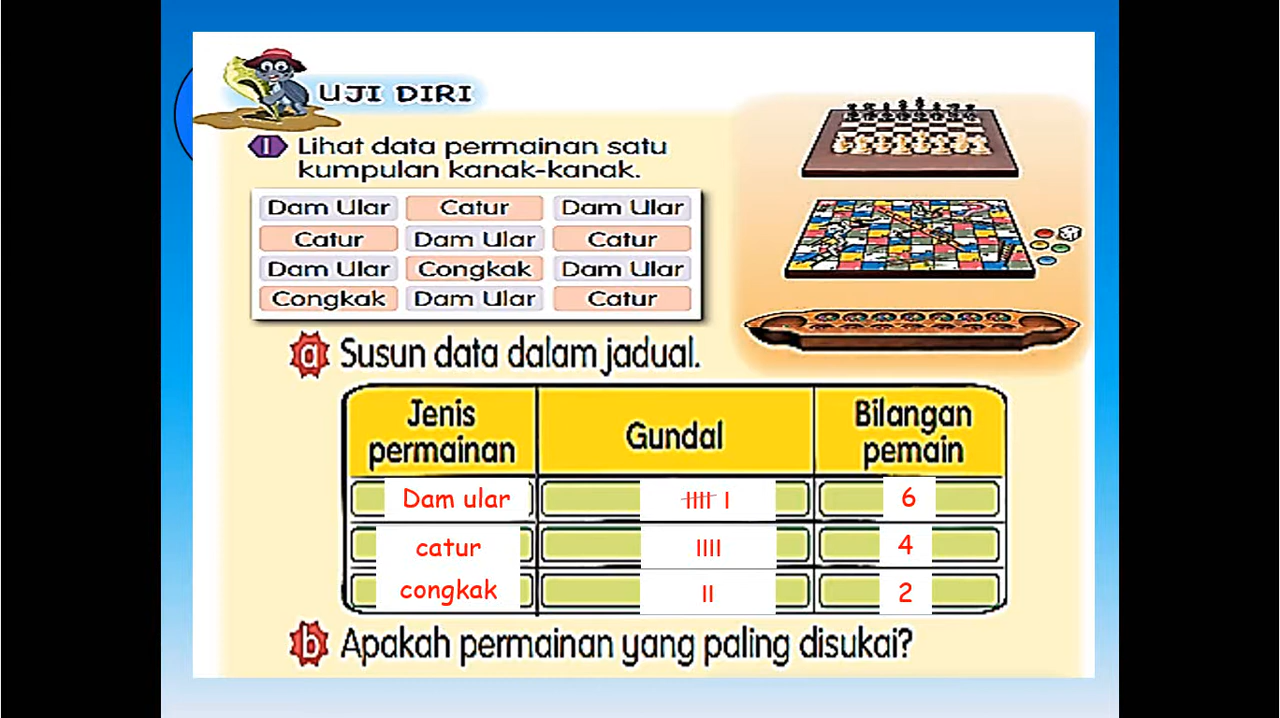 UJI DIRI
1 Lihat data permainan satu
kumpulan kanak-kanak.
Dam Ular Catur Dam Ular
Catur Dam Ular Catur
Dam Ular Congkak Dam Ular
Congkak Dam Ular Catur
a Susun data dalam jadual.
Jenis permainan Gundal Bilangan pemain
Dam ular IIII I 6
catur IIII 4
congkak II 2
b Apakah permainan yang paling disukai?